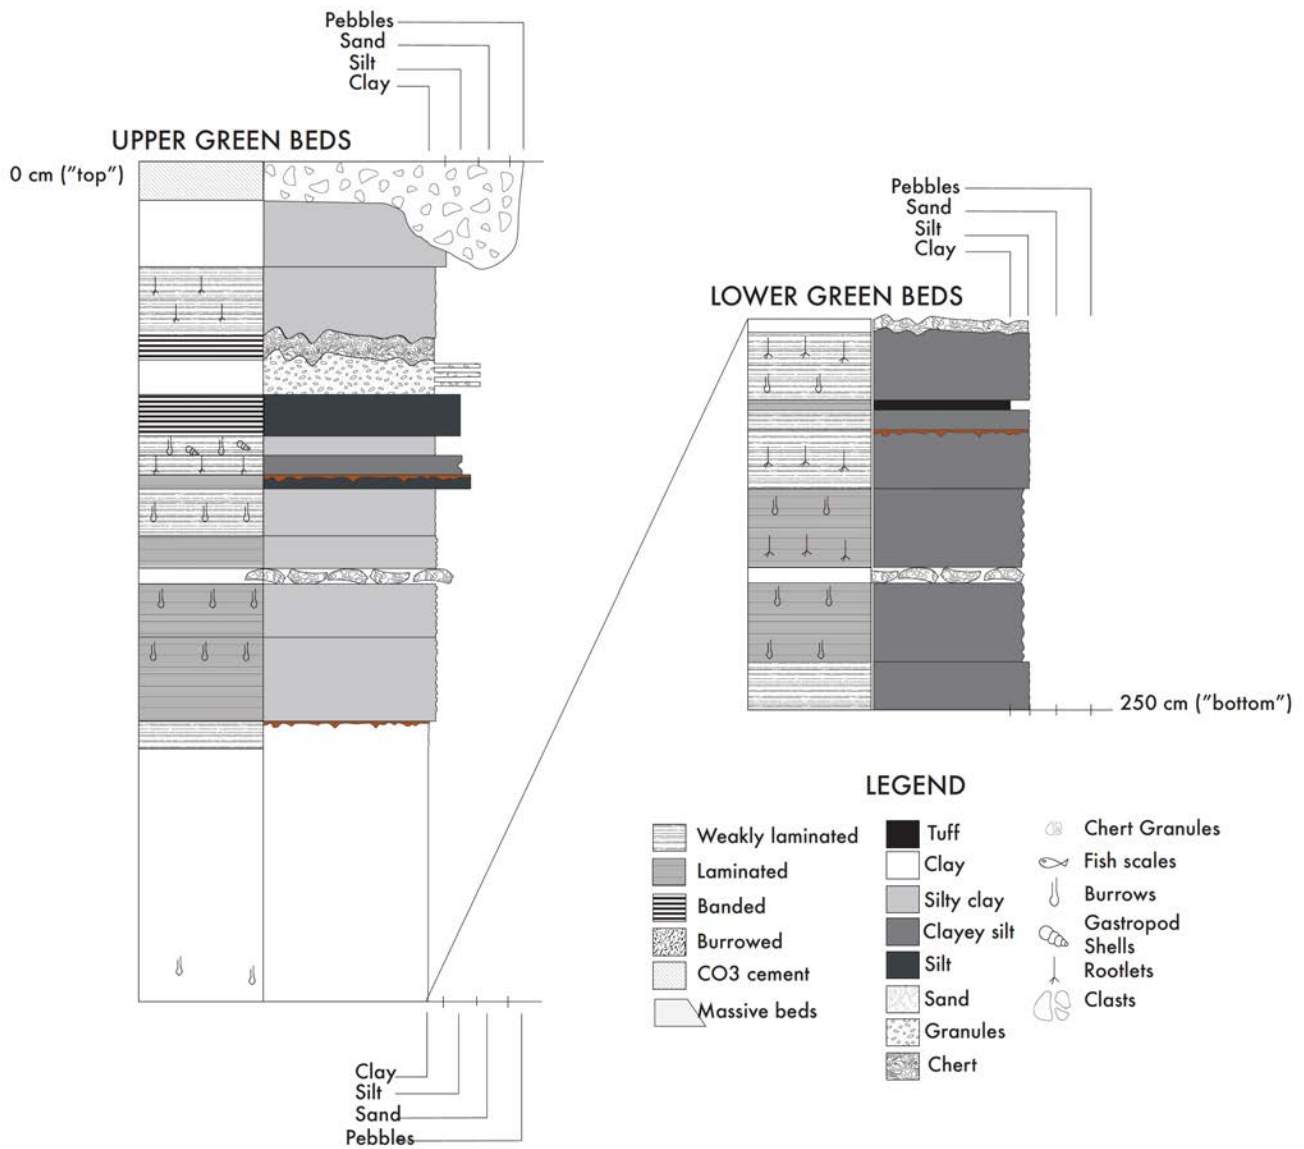 Pebbles
Sand
Silt
Clay
UPPER GREEN BEDS
0 cm ("top")
Pebbles
Sand
Silt
Clay
LOWER GREEN BEDS
250 cm ("bottom")
Clay
Silt
Sand
Pebbles
LEGEND
Weakly laminated
Laminated
Banded
Burrowed
CO3 cement
Massive beds
Tuff
Clay
Silty clay
Clayey silt
Silt
Sand
Granules
Chert
Chert Granules
Fish scales
Burrows
Gastropod
Shells
Rootlets
Clasts